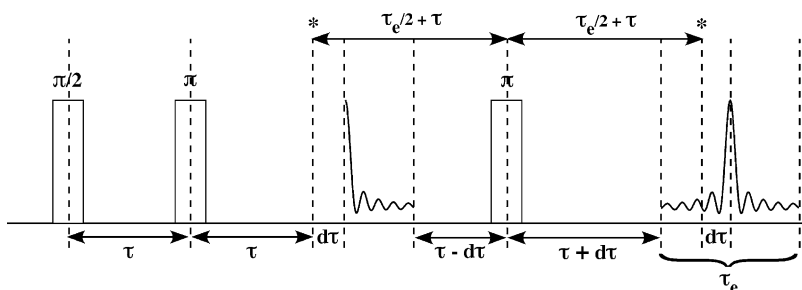 * τe/2 + τ τe/2 + τ *
π/2 π π
τ τ dτ τ - dτ τ + dτ dτ
τe